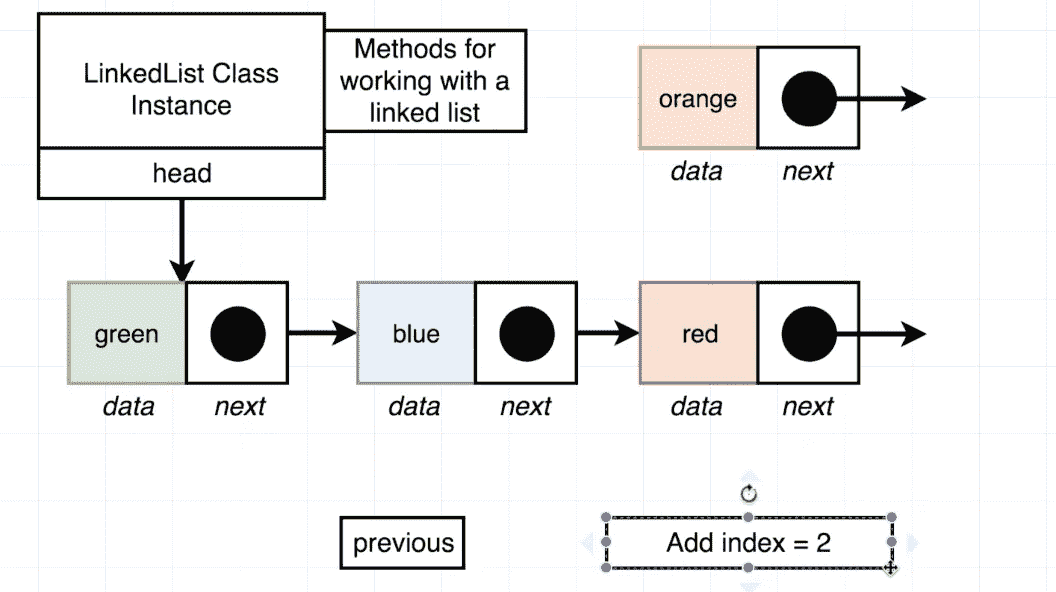 LinkedList Class
Instance
Methods for
working with a
linked list
head
orange
data
next
green
blue
red
data
next
data
next
data
next
previous
Add index = 2